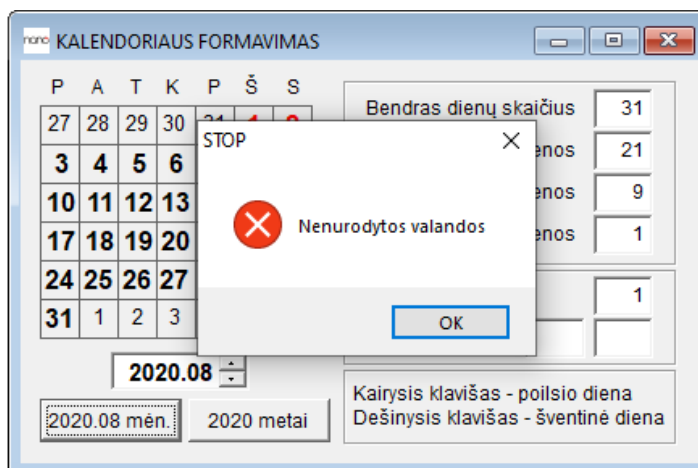 nano KALENDORIAUS FORMAVIMAS
P A T K P Š S
Bendras dienų skaičius 31
27 28 29 30
STOP
enos 21
3 4 5 6
10 11 12 13
Nenurodytos valandos
enos 9
17 18 19 20
enos 1
24 25 26 27
1
31 1 2 3
OK
2020.08
Kairysis klavišas - poilsio diena
2020.08 mėn. 2020 metai
Dešinysis klavišas - šventinė diena